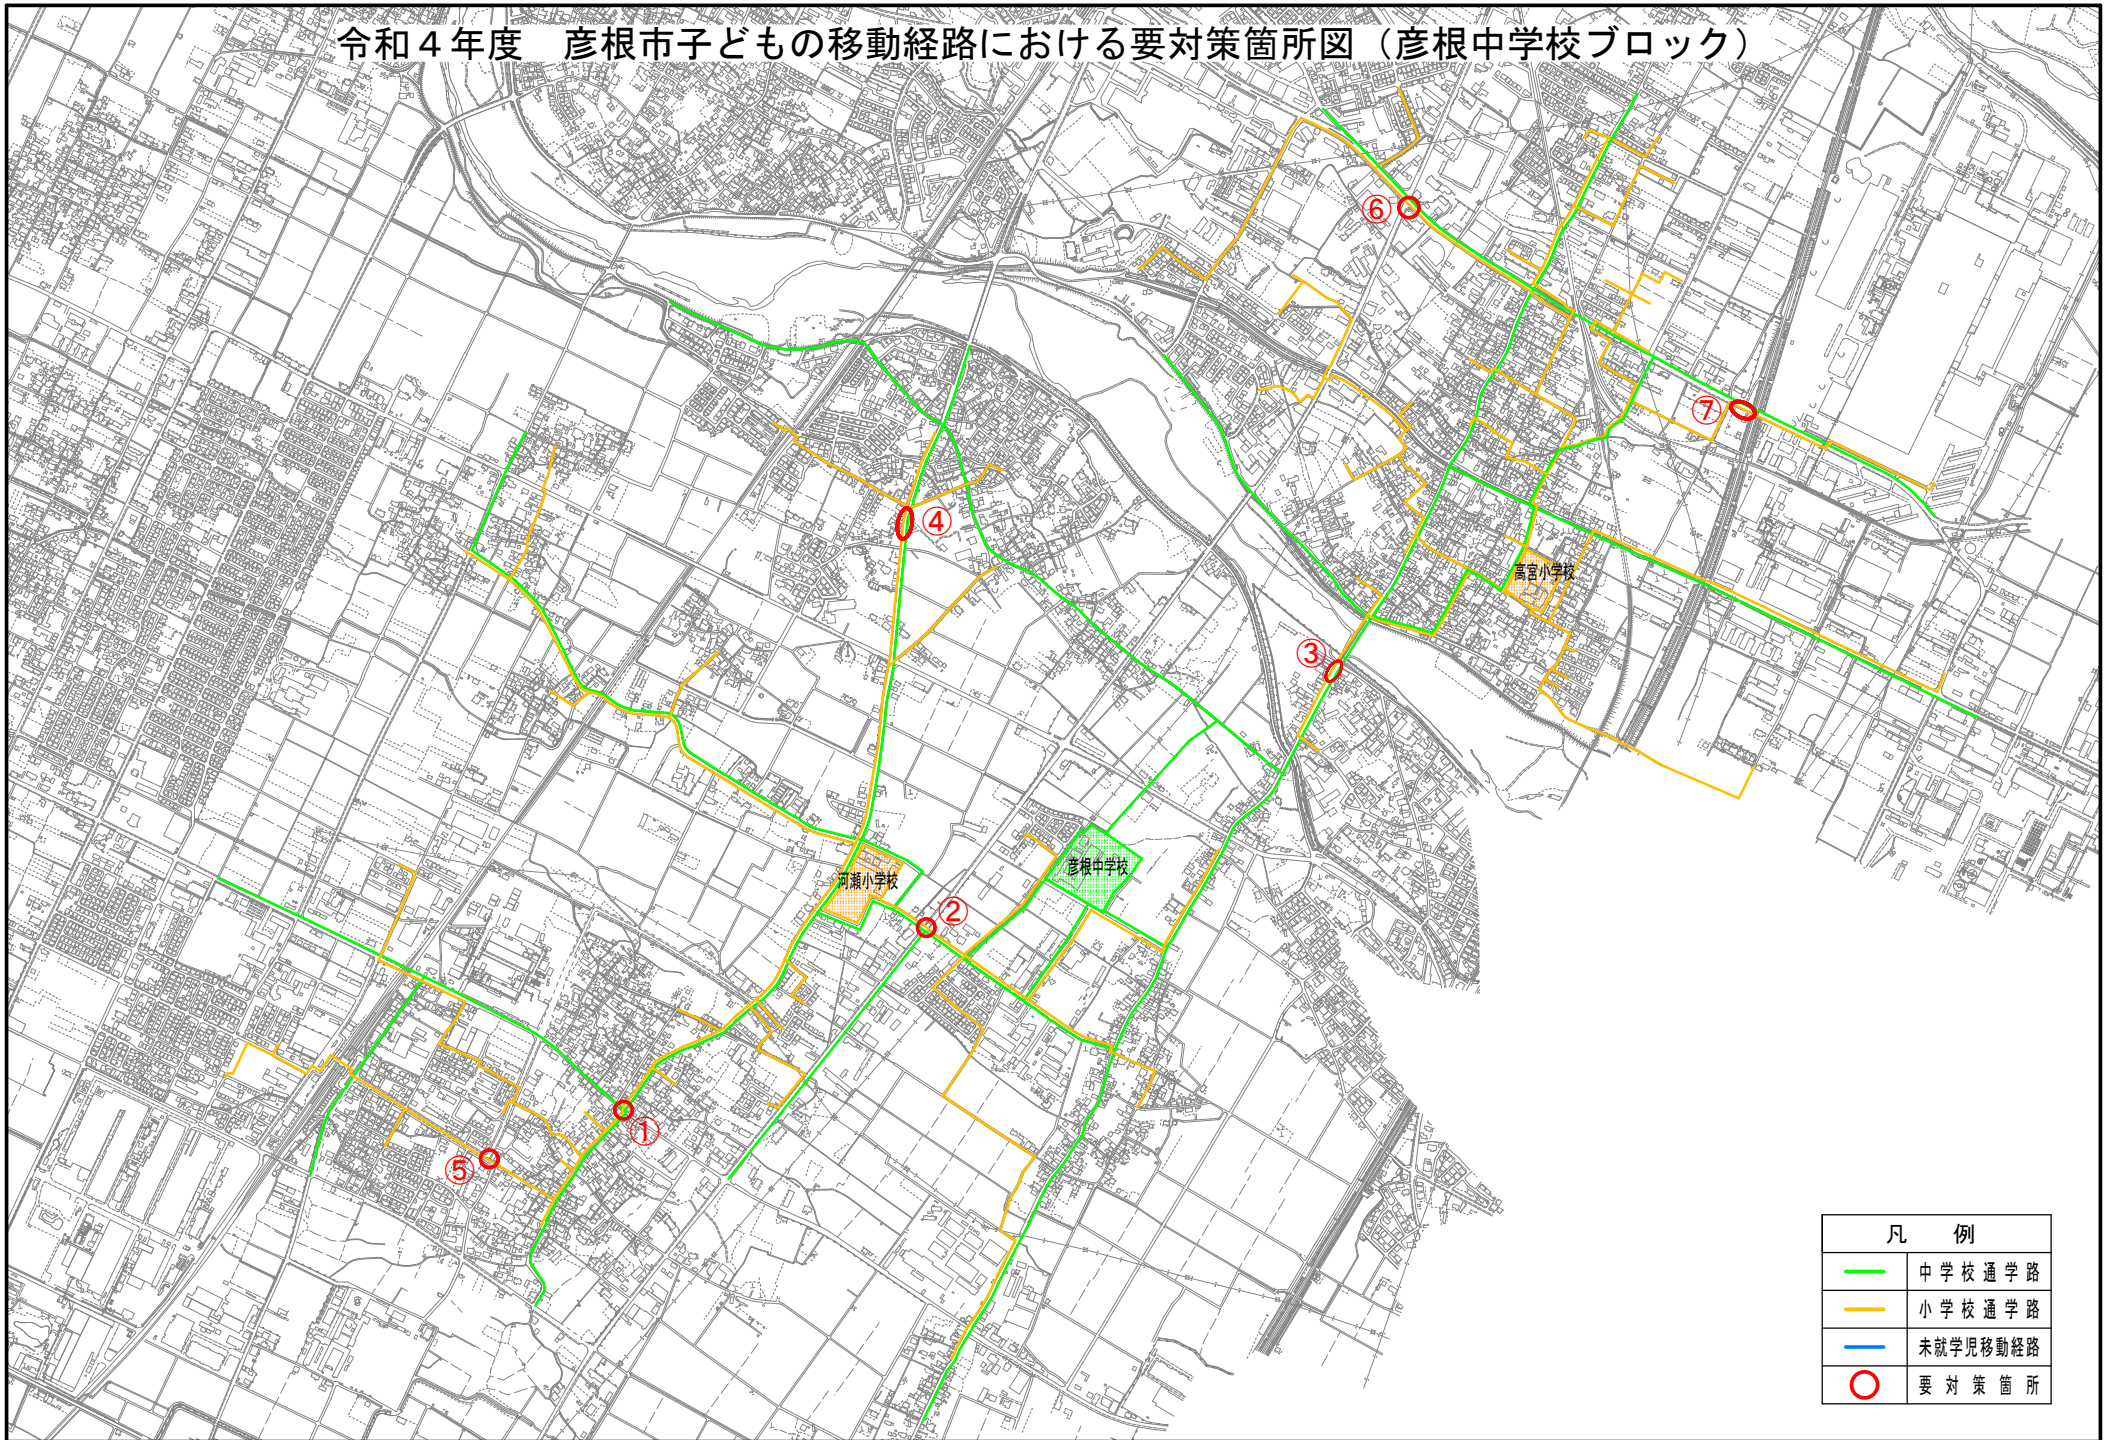 令和４年度　彦根市子どもの移動経路における要対策箇所図（彦根中学校ブロック）
⑥
⑦
④
高宮小学校
③
彦根中学校
河瀬小学校
②
①
⑤
凡　例
中学校通学路
小学校通学路
未就学児移動経路
要対策箇所